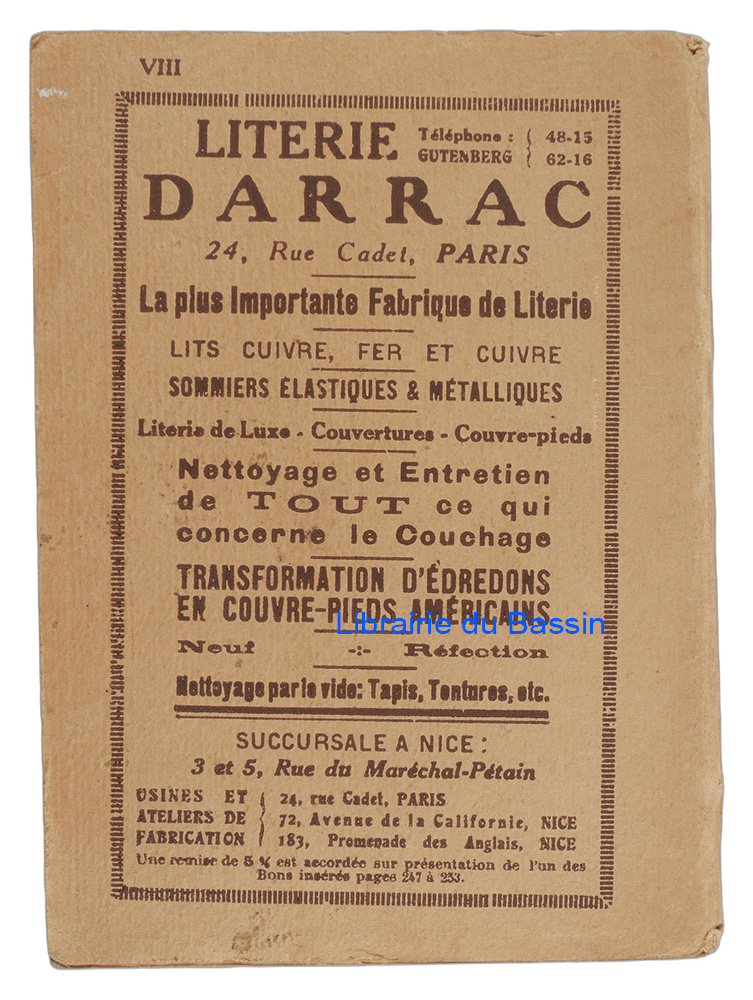 VIII
LITERIE Téléphone : { 48-15
GUTENBERG { 62-16
DARRAC
24, Rue Cadet, PARIS
La plus Importante Fabrique de Literie
LITS CUIVRE, FER ET CUIVRE
SOMMIERS ÉLASTIQUES & MÉTALLIQUES
Literie de Luxe - Couvertures - Couvre-pieds
Nettoyage et Entretien
de TOUT ce qui
concerne le Couchage
TRANSFORMATION D'ÉDREDONS
EN COUVRE-PIEDS AMÉRICAINS
Librairie du Bassin
Neuf -:- Réfection
Nettoyage par le vide: Tapis, Tentures, etc.
SUCCURSALE A NICE :
3 et 5, Rue du Maréchal-Pétain
USINES ET { 24, rue Cadet, PARIS
ATELIERS DE { 72, Avenue de la Californie, NICE
FABRICATION { 183, Promenade des Anglais, NICE
Une remise de 5 % est accordée sur présentation de l'un des
Bons insérés pages 247 à 253.